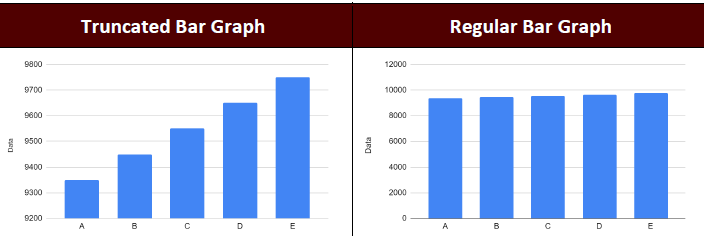 Truncated Bar Graph
Regular Bar Graph
9800
9700
9600
9500
9400
9300
9200
Data
A B C D E
12000
10000
8000
6000
4000
2000
0
Data
A B C D E